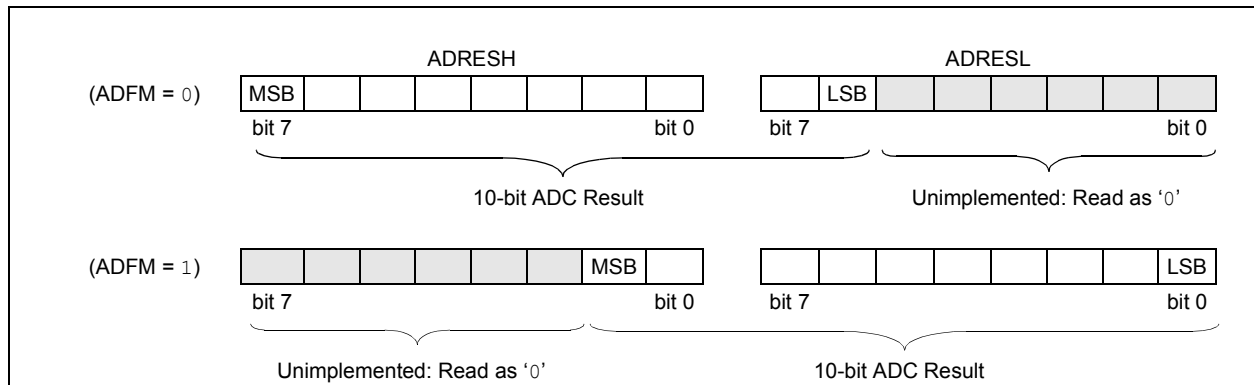 ADRESH ADRESL
(ADFM = 0) MSB LSB
bit 7 bit 0 bit 7 bit 0
10-bit ADC Result Unimplemented: Read as ‘0’
(ADFM = 1) MSB LSB
bit 7 bit 0 bit 7 bit 0
Unimplemented: Read as ‘0’ 10-bit ADC Result